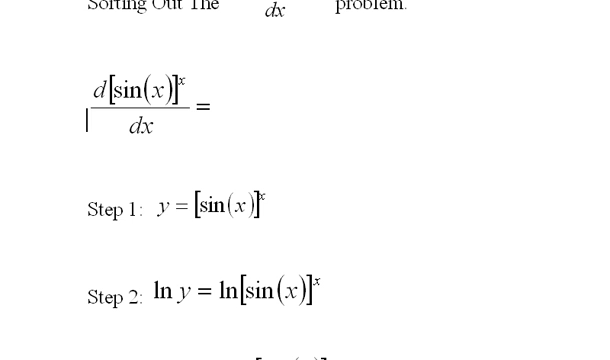 Sorting Out The dx problem.
d[sin(x)]^x
dx =
Step 1: y = [sin(x)]^x
Step 2: ln y = ln[sin(x)]^x